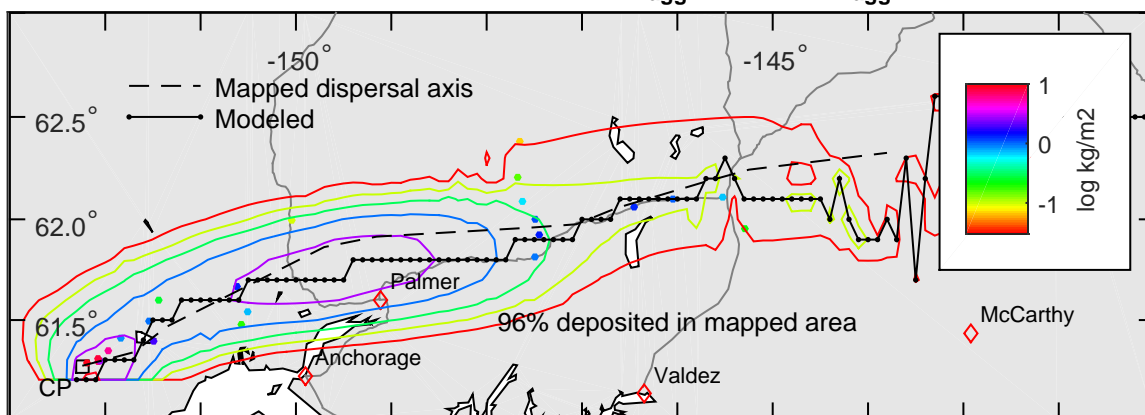 -150°
-145°
Mapped dispersal axis
Modeled
62.5°
62.0°
61.5°
Palmer
96% deposited in mapped area
McCarthy
Anchorage
Valdez
CP
1
0
-1
log kg/m2